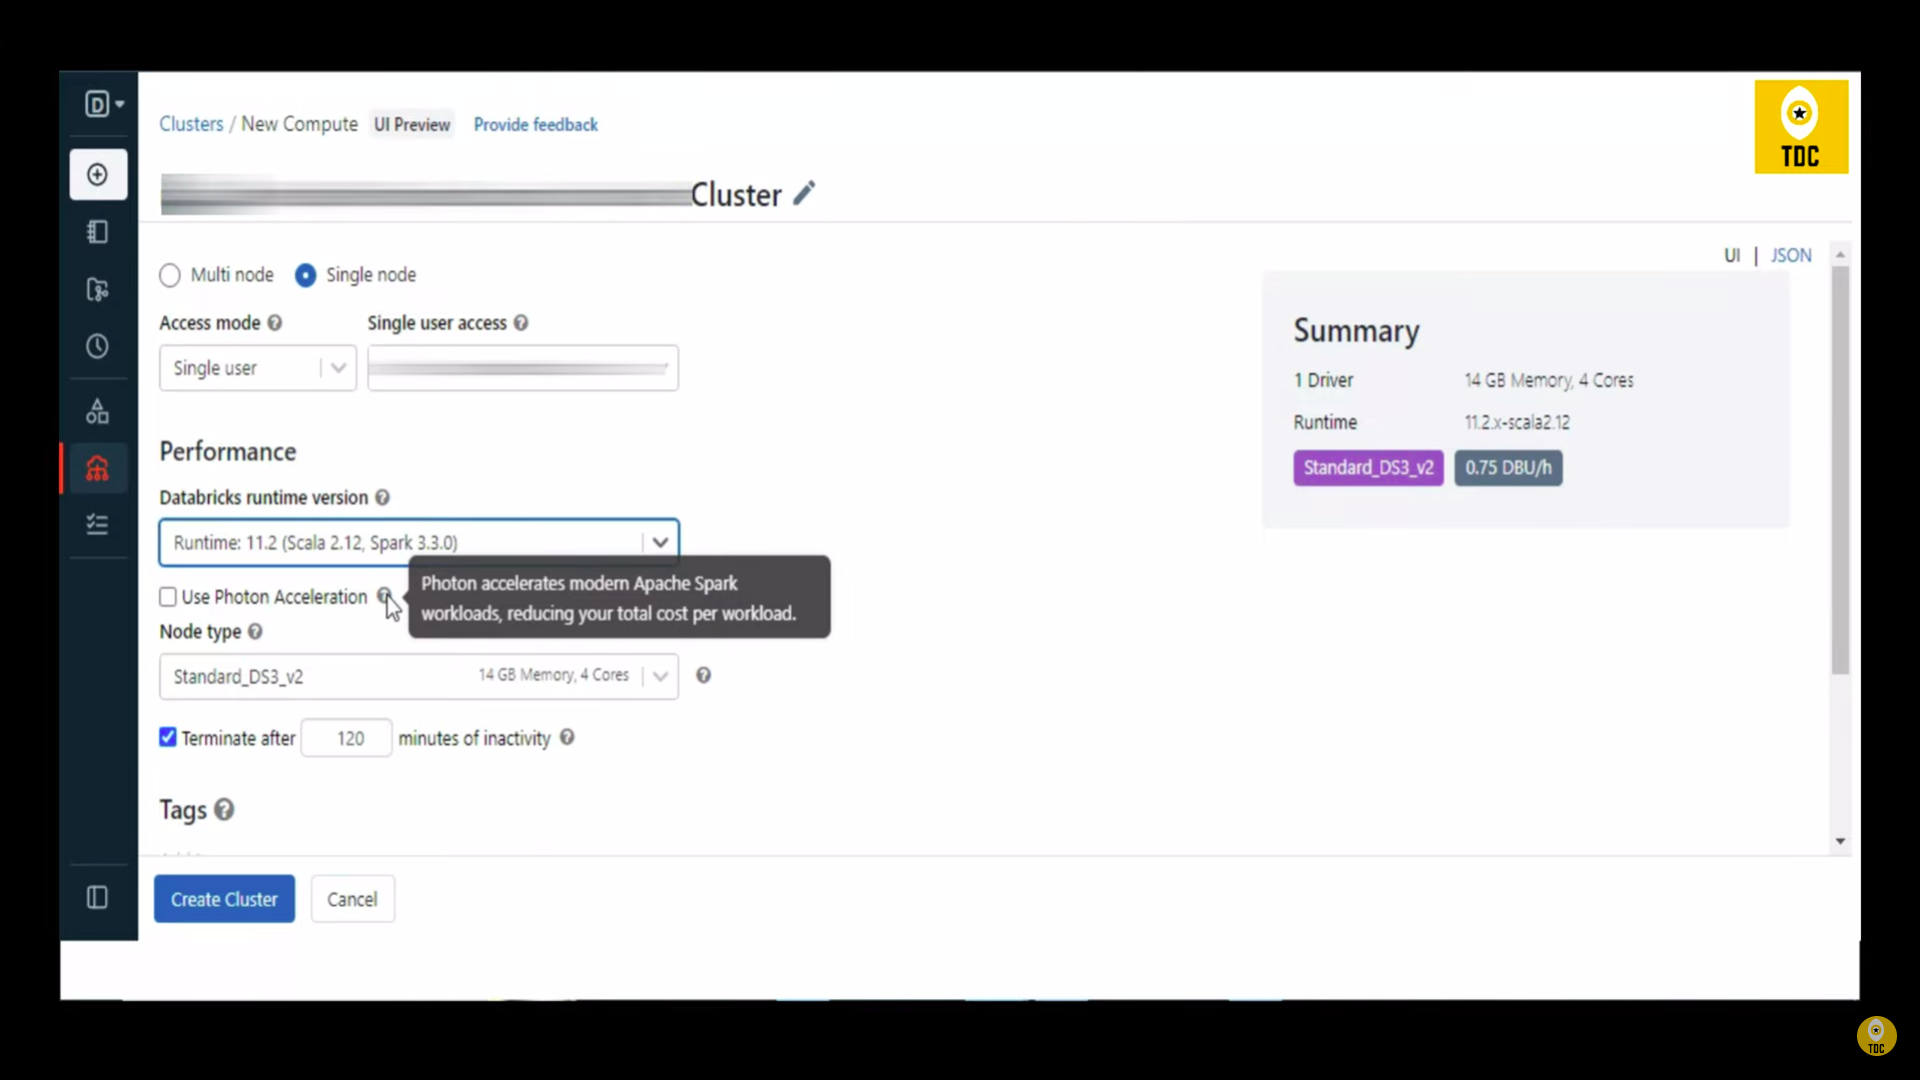 D
Clusters / New Compute UI Preview Provide feedback
TDC
Cluster
UI | JSON
Multi node Single node
Access mode Single user access
Single user
Summary
1 Driver 14 GB Memory, 4 Cores
Runtime 11.2.x-scala2.12
Standard_DS3_v2 0.75 DBU/h
Performance
Databricks runtime version
Runtime: 11.2 (Scala 2.12, Spark 3.3.0)
Use Photon Acceleration
Photon accelerates modern Apache Spark
workloads, reducing your total cost per workload.
Node type
Standard_DS3_v2 14 GB Memory, 4 Cores
Terminate after 120 minutes of inactivity
Tags
Create Cluster Cancel
TDC